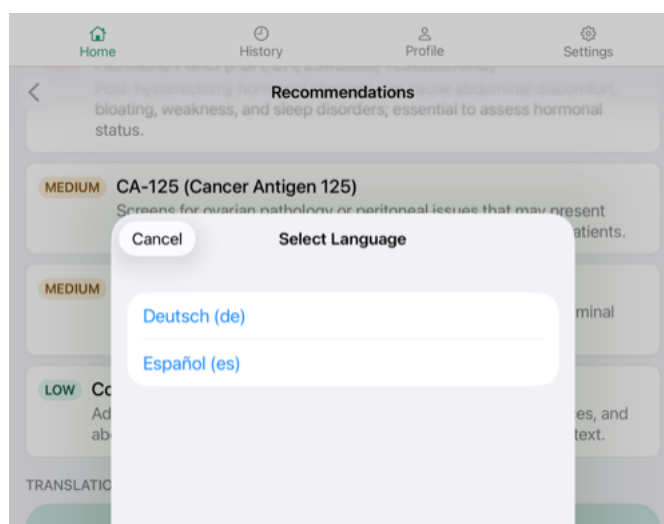 Home
History
Profile
Settings
Recommendations
bloating, weakness, and sleep disorders; essential to assess hormonal
status.
MEDIUM CA-125 (Cancer Antigen 125)
Screens for ovarian pathology or peritoneal issues that may present
atients.
Cancel
Select Language
MEDIUM
minal
Deutsch (de)
Español (es)
LOW Co
Ad
es, and
ab
text.
TRANSLATIO